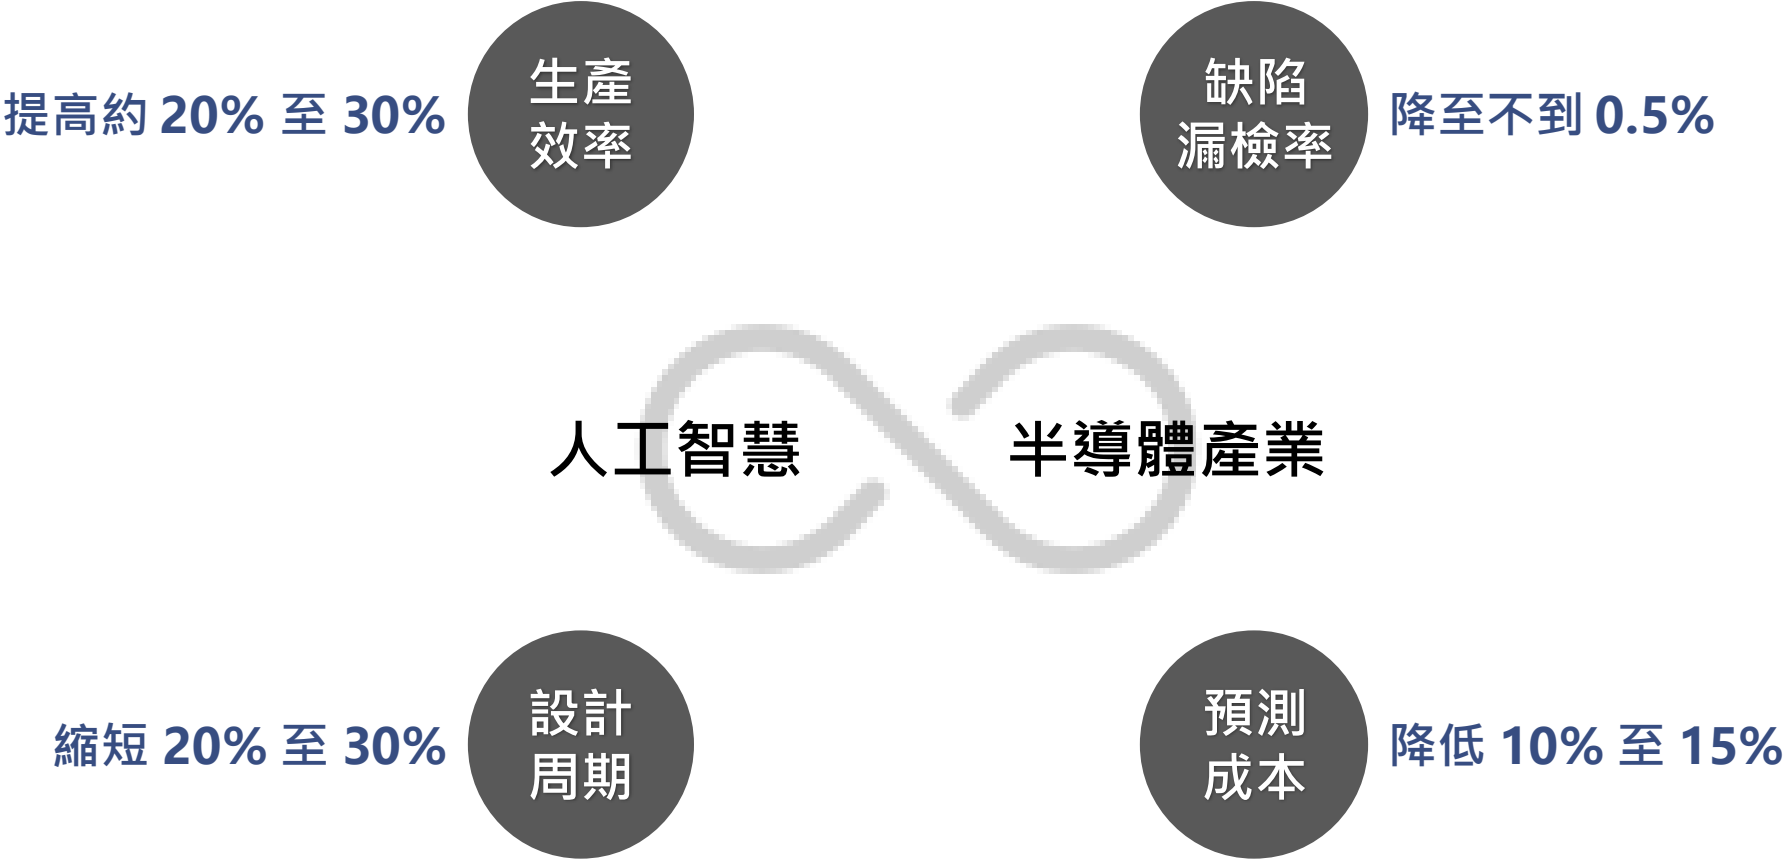 提高約 20% 至 30%
生產
效率
缺陷
漏檢率
降至不到 0.5%
人工智慧
半導體產業
縮短 20% 至 30%
設計
周期
預測
成本
降低 10% 至 15%